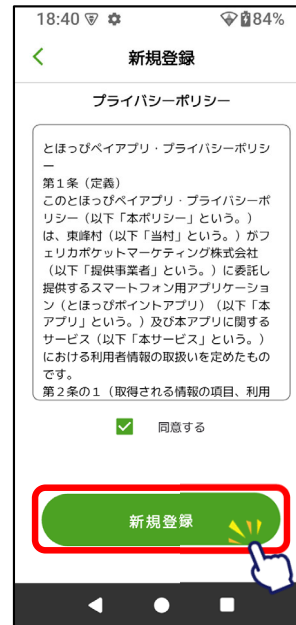 18:40 84%
新規登録
プライバシーポリシー
とほっぴペイアプリ・プライバシーポリシ
ー
第1条（定義）
このとほっぴペイアプリ・プライバシーポ
リシー（以下「本ポリシー」という。）
は、東峰村（以下「当村」という。）がフ
ェリカポケットマーケティング株式会社
（以下「提供事業者」という。）に委託し
提供するスマートフォン用アプリケーショ
ン（とほっぴポイントアプリ）（以下「本
アプリ」という。）及び本アプリに関する
サービス（以下「本サービス」という。）
における利用者情報の取扱いを定めたもの
です。
第２条の１（取得される情報の項目、利用
同意する
新規登録